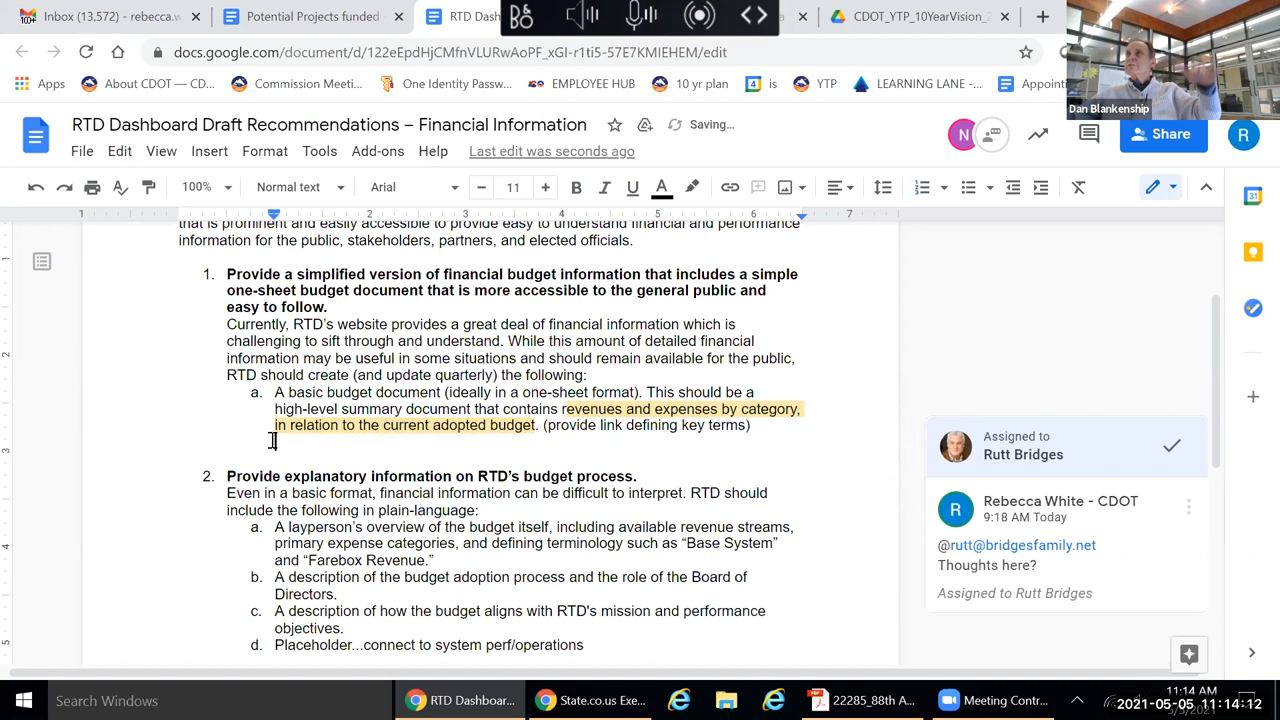 Inbox (13,572) - rebecca.w
Potential Projects funded
RTD Dash
CDOT_YTP_10YearVision_2
docs.google.com/document/d/122eEpdHjCMfnVLURwAoPF_xGI-r1ti5-57E7KMIEHEM/edit
Apps
About CDOT — CD...
Commission Meeti...
One Identity Passw...
EMPLOYEE HUB
10 yr plan
is
YTP
LEARNING LANE -...
Appoint
Dan Blankenship
RTD Dashboard Draft Recommendations – Financial Information
Saving...
N
Share
R
File Edit View Insert Format Tools Add-ons Help Last edit was seconds ago
100% Normal text Arial 11 B I U A
1 1 2 3 4 5 6 7
that is prominent and easily accessible to provide easy to understand financial and performance
information for the public, stakeholders, partners, and elected officials.
1. Provide a simplified version of financial budget information that includes a simple
one-sheet budget document that is more accessible to the general public and
easy to follow.
Currently, RTD's website provides a great deal of financial information which is
challenging to sift through and understand. While this amount of detailed financial
information may be useful in some situations and should remain available for the public,
RTD should create (and update quarterly) the following:
a. A basic budget document (ideally in a one-sheet format). This should be a
high-level summary document that contains revenues and expenses by category,
in relation to the current adopted budget. (provide link defining key terms)
2. Provide explanatory information on RTD's budget process.
Even in a basic format, financial information can be difficult to interpret. RTD should
include the following in plain-language:
a. A layperson's overview of the budget itself, including available revenue streams,
primary expense categories, and defining terminology such as "Base System"
and "Farebox Revenue."
b. A description of the budget adoption process and the role of the Board of
Directors.
c. A description of how the budget aligns with RTD's mission and performance
objectives.
d. Placeholder...connect to system perf/operations
Assigned to
Rutt Bridges
R
Rebecca White - CDOT
9:18 AM Today
@rutt@bridgesfamily.net
Thoughts here?
Assigned to Rutt Bridges
Search Windows
RTD Dashboar...
State.co.us Exe...
22285_88th A...
Meeting Contr...
11:14 AM
2021-05-05 11:14:12